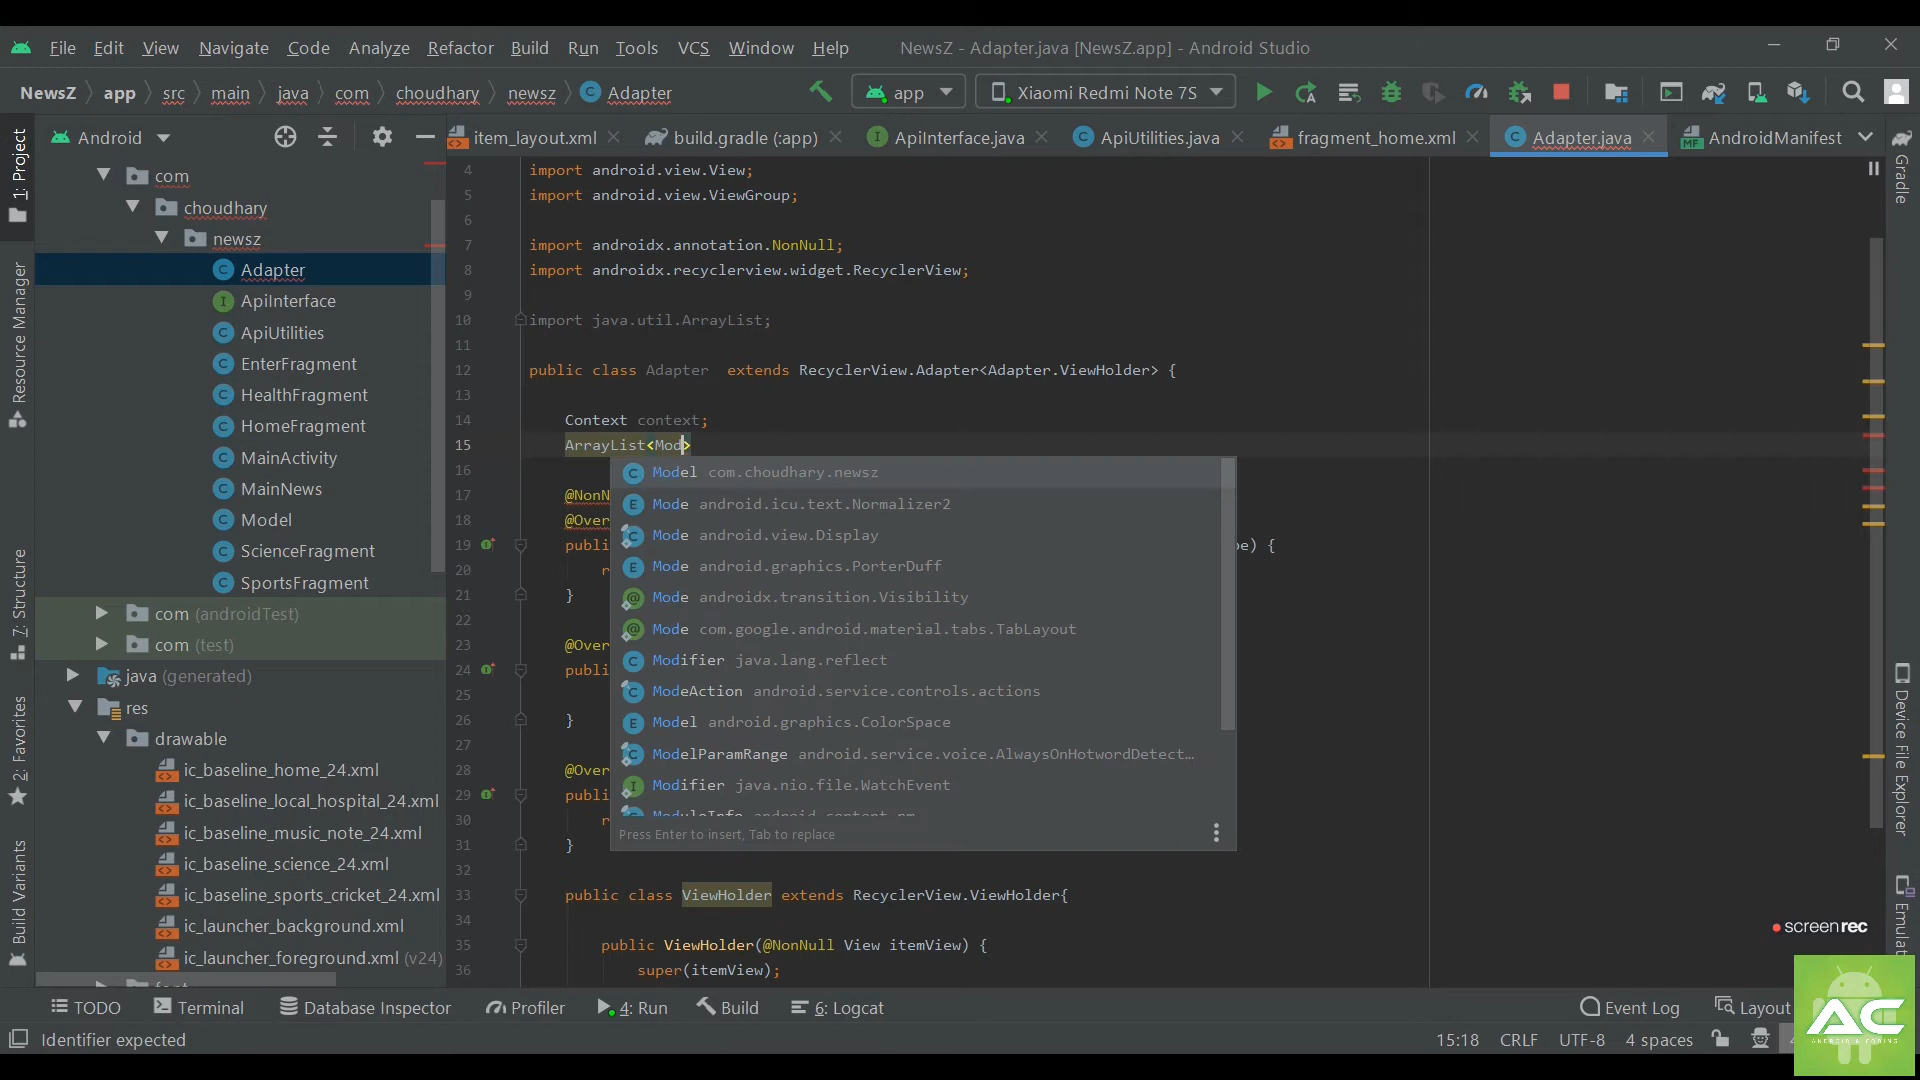 File Edit View Navigate Code Analyze Refactor Build Run Tools VCS Window Help NewsZ - Adapter.java [NewsZ.app] - Android Studio
NewsZ app src main java com choudhary newsz Adapter app Xiaomi Redmi Note 7S
Android item_layout.xml build.gradle (:app) ApiInterface.java ApiUtilities.java fragment_home.xml Adapter.java AndroidManifest
1: Project
Resource Manager
7: Structure
2: Favorites
Build Variants
com
choudhary
newsz
Adapter
ApiInterface
ApiUtilities
EnterFragment
HealthFragment
HomeFragment
MainActivity
MainNews
Model
ScienceFragment
SportsFragment
com (androidTest)
com (test)
java (generated)
res
drawable
ic_baseline_home_24.xml
ic_baseline_local_hospital_24.xml
ic_baseline_music_note_24.xml
ic_baseline_science_24.xml
ic_baseline_sports_cricket_24.xml
ic_launcher_background.xml
ic_launcher_foreground.xml (v24)
4 import android.view.View;
5 import android.view.ViewGroup;
6
7 import androidx.annotation.NonNull;
8 import androidx.recyclerview.widget.RecyclerView;
9
10 import java.util.ArrayList;
11
12 public class Adapter extends RecyclerView.Adapter<Adapter.ViewHolder> {
13
14 Context context;
15 ArrayList<Mod>
16
17 @NonN
18 @Over
19 publi pe) {
20 r
21 }
22
23 @Over
24 publi
25
26 }
27
28 @Over
29 publi
30 r
31 }
32
33 public class ViewHolder extends RecyclerView.ViewHolder{
34
35 public ViewHolder(@NonNull View itemView) {
36 super(itemView);
Model com.choudhary.newsz
Mode android.icu.text.Normalizer2
Mode android.view.Display
Mode android.graphics.PorterDuff
Mode androidx.transition.Visibility
Mode com.google.android.material.tabs.TabLayout
Modifier java.lang.reflect
ModeAction android.service.controls.actions
Model android.graphics.ColorSpace
ModelParamRange android.service.voice.AlwaysOnHotwordDetect…
Modifier java.nio.file.WatchEvent
ModuleInfo android.content.pm
Press Enter to insert, Tab to replace
Gradle
Device File Explorer
Emulat
screenrec
AC
ANDROID & CODING
TODO Terminal Database Inspector Profiler 4: Run Build 6: Logcat Event Log Layout
Identifier expected 15:18 CRLF UTF-8 4 spaces